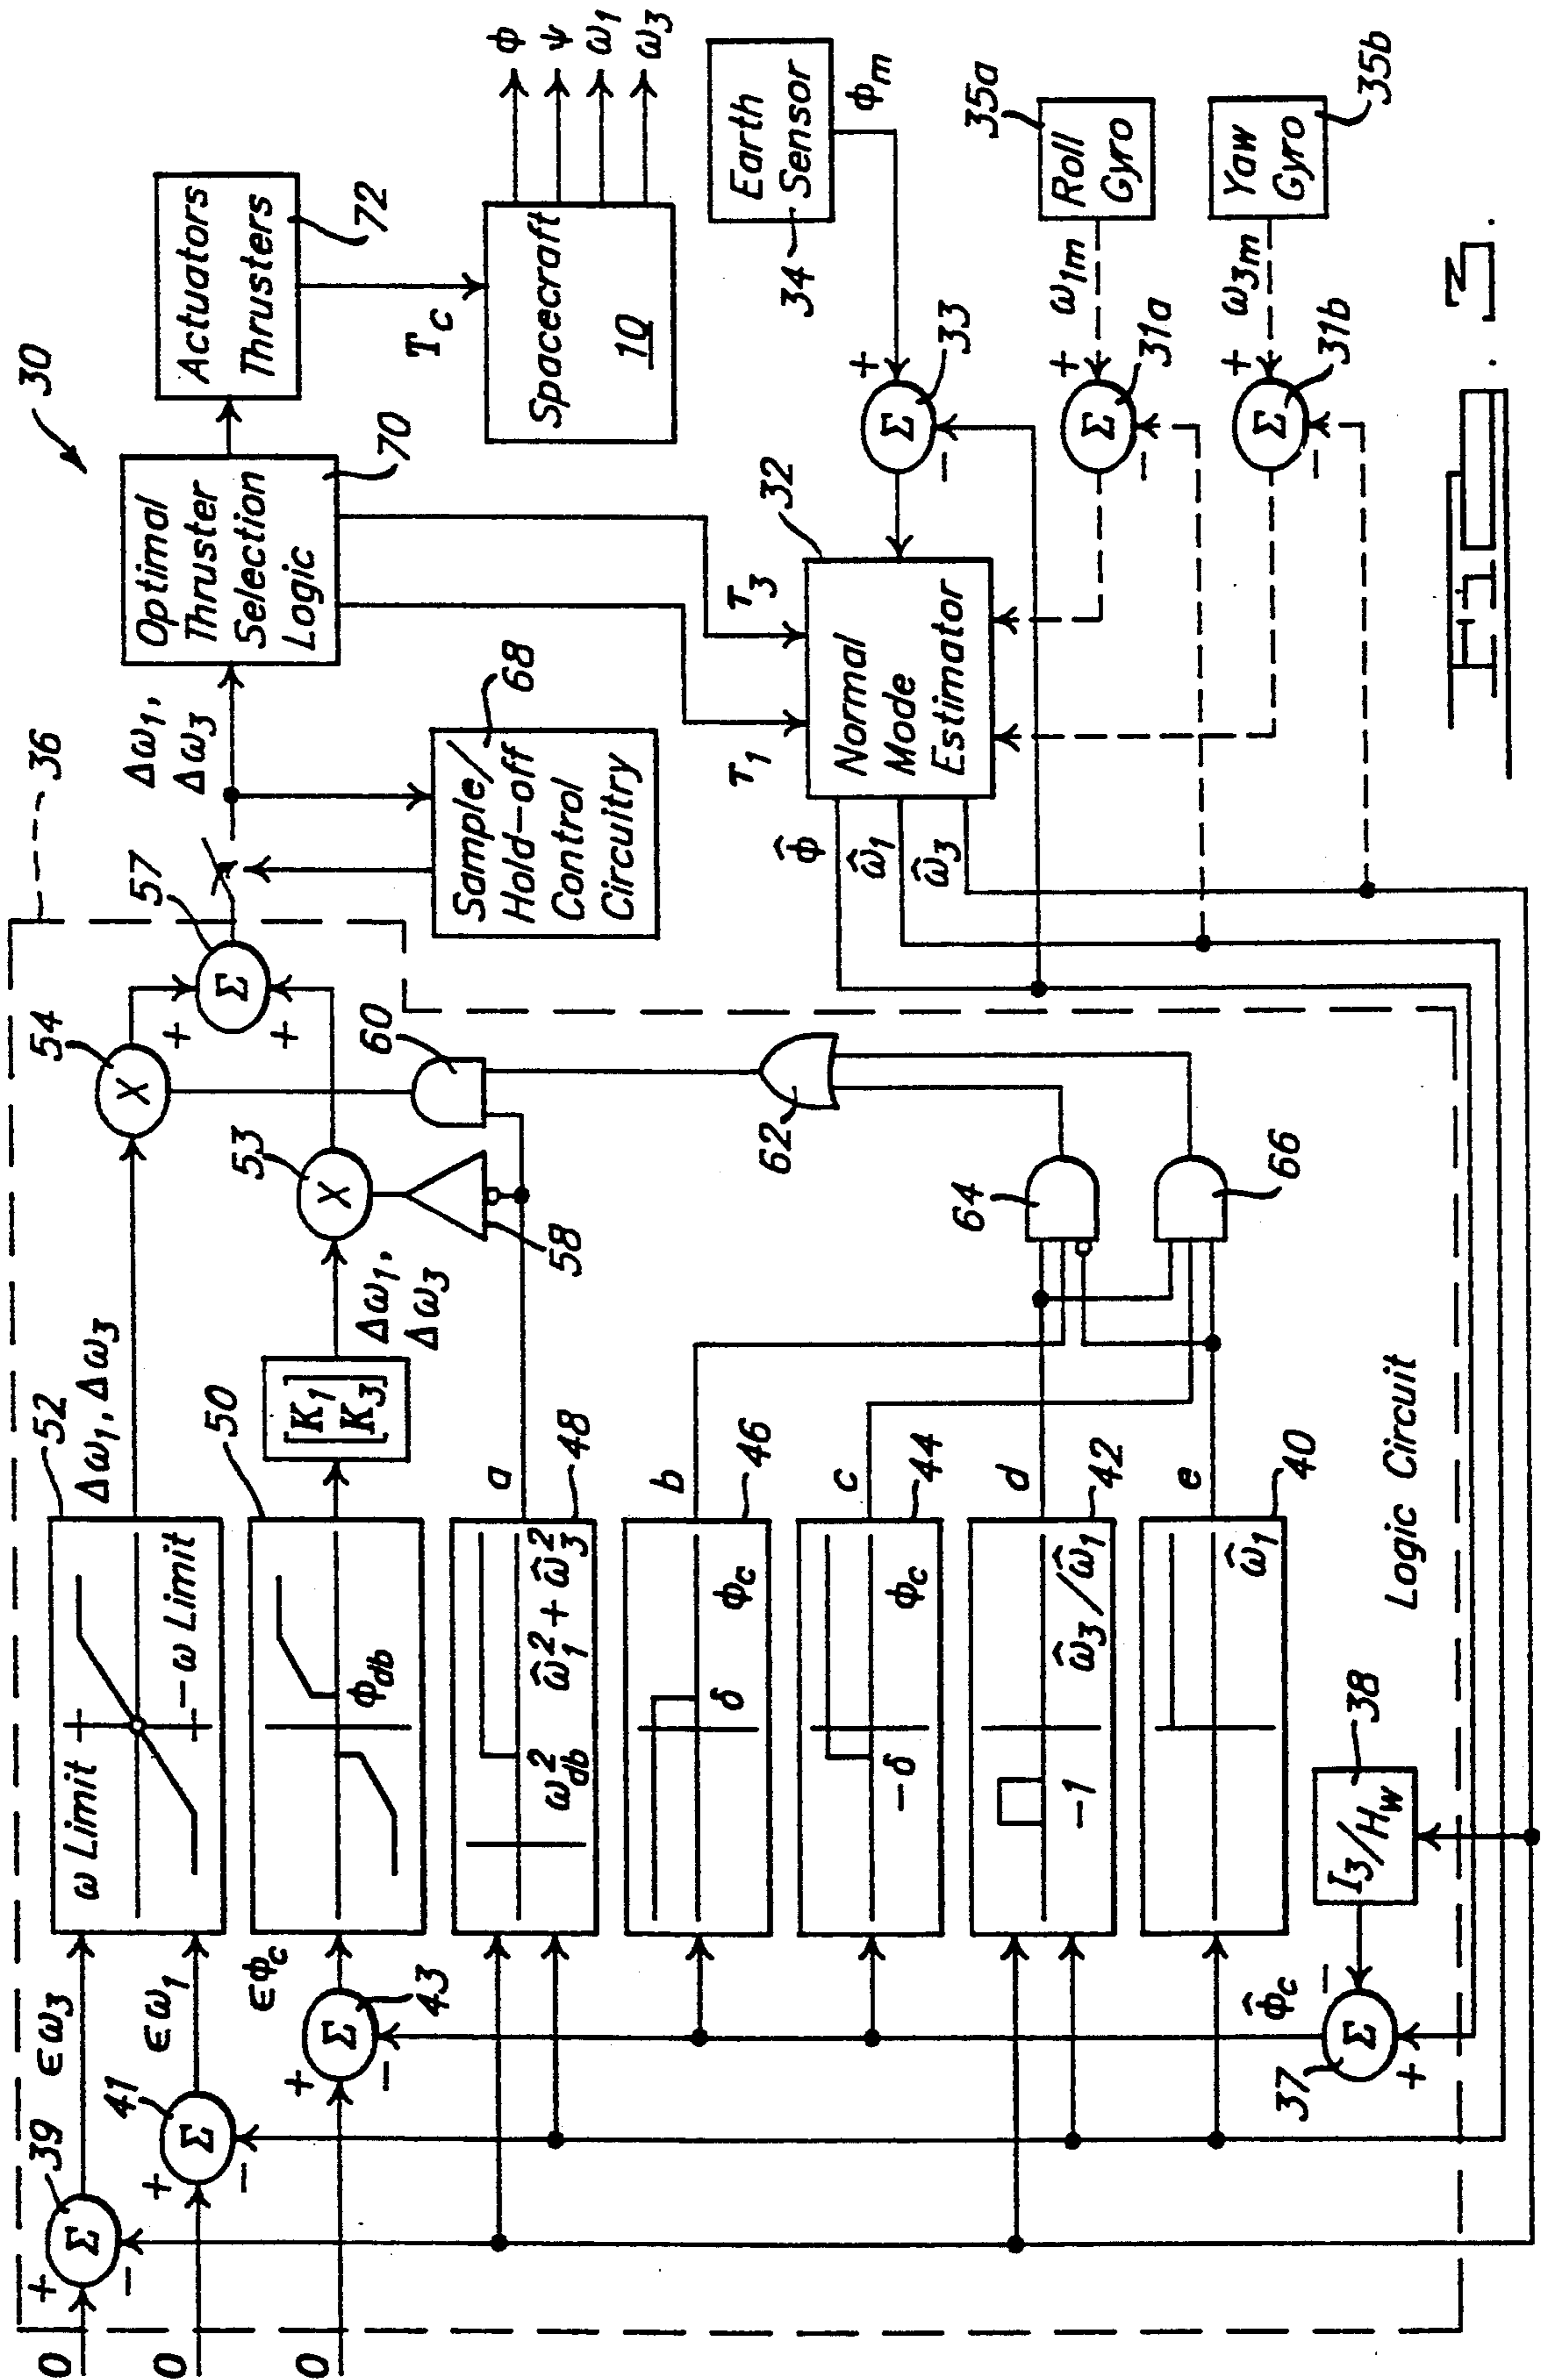 30
36
Actuators
Thrusters
72
Optimal
Thruster
Selection
Logic
70
Δω1,
Δω3
T_c
Spacecraft
10
ϕ
ψ
ω1
ω3
Sample/
Hold-off
Control
Circuitry
68
Earth
Sensor
34
ϕm
33
Σ
+
−
35a
Roll
Gyro
ω1m
31a
Σ
+
−
35b
Yaw
Gyro
ω3m
31b
Σ
+
−
32
Normal
Mode
Estimator
T1
T3
ϕ̂
ω̂1
ω̂3
57
Σ
+
+
54
X
53
X
60
58
62
64
66
52
Δω1, Δω3
ω Limit
−ω Limit
50
ϕdb
[K1
K3]
Δω1,
Δω3
48
a
ω²db
ω̂1² + ω̂3²
46
b
δ
ϕc
44
c
−δ
ϕc
42
d
−1
ω̂3/ω̂1
40
e
ω̂1
38
I3/Hw
37
Σ
+
−
ϕ̂c
39
Σ
+
−
0
ϵω3
41
Σ
+
−
0
ϵω1
43
Σ
+
−
0
ϵϕc
Logic Circuit
Fig. 3.